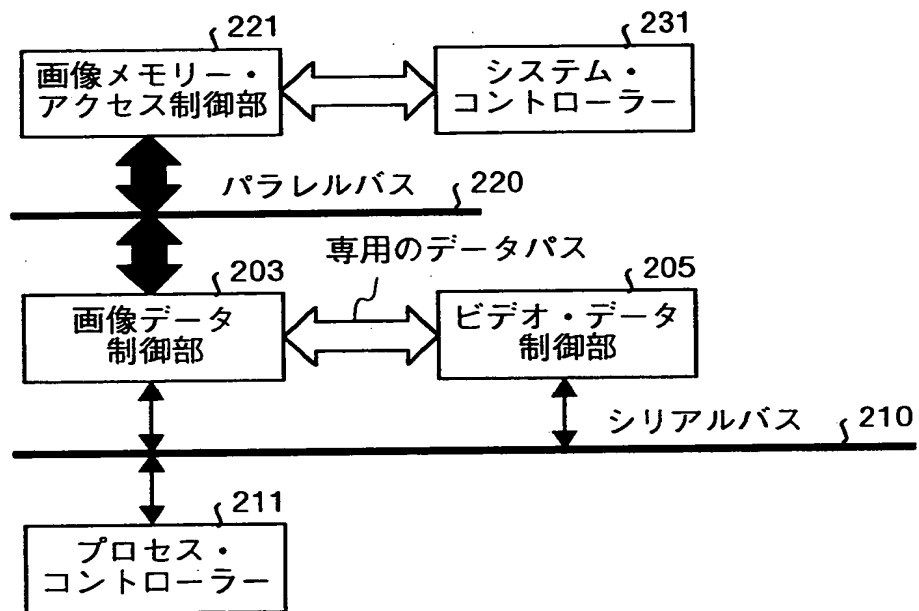 221
画像メモリー・
アクセス制御部
231
システム・
コントローラー
パラレルバス
220
専用のデータパス
203
画像データ
制御部
205
ビデオ・データ
制御部
シリアルバス
210
211
プロセス・
コントローラー